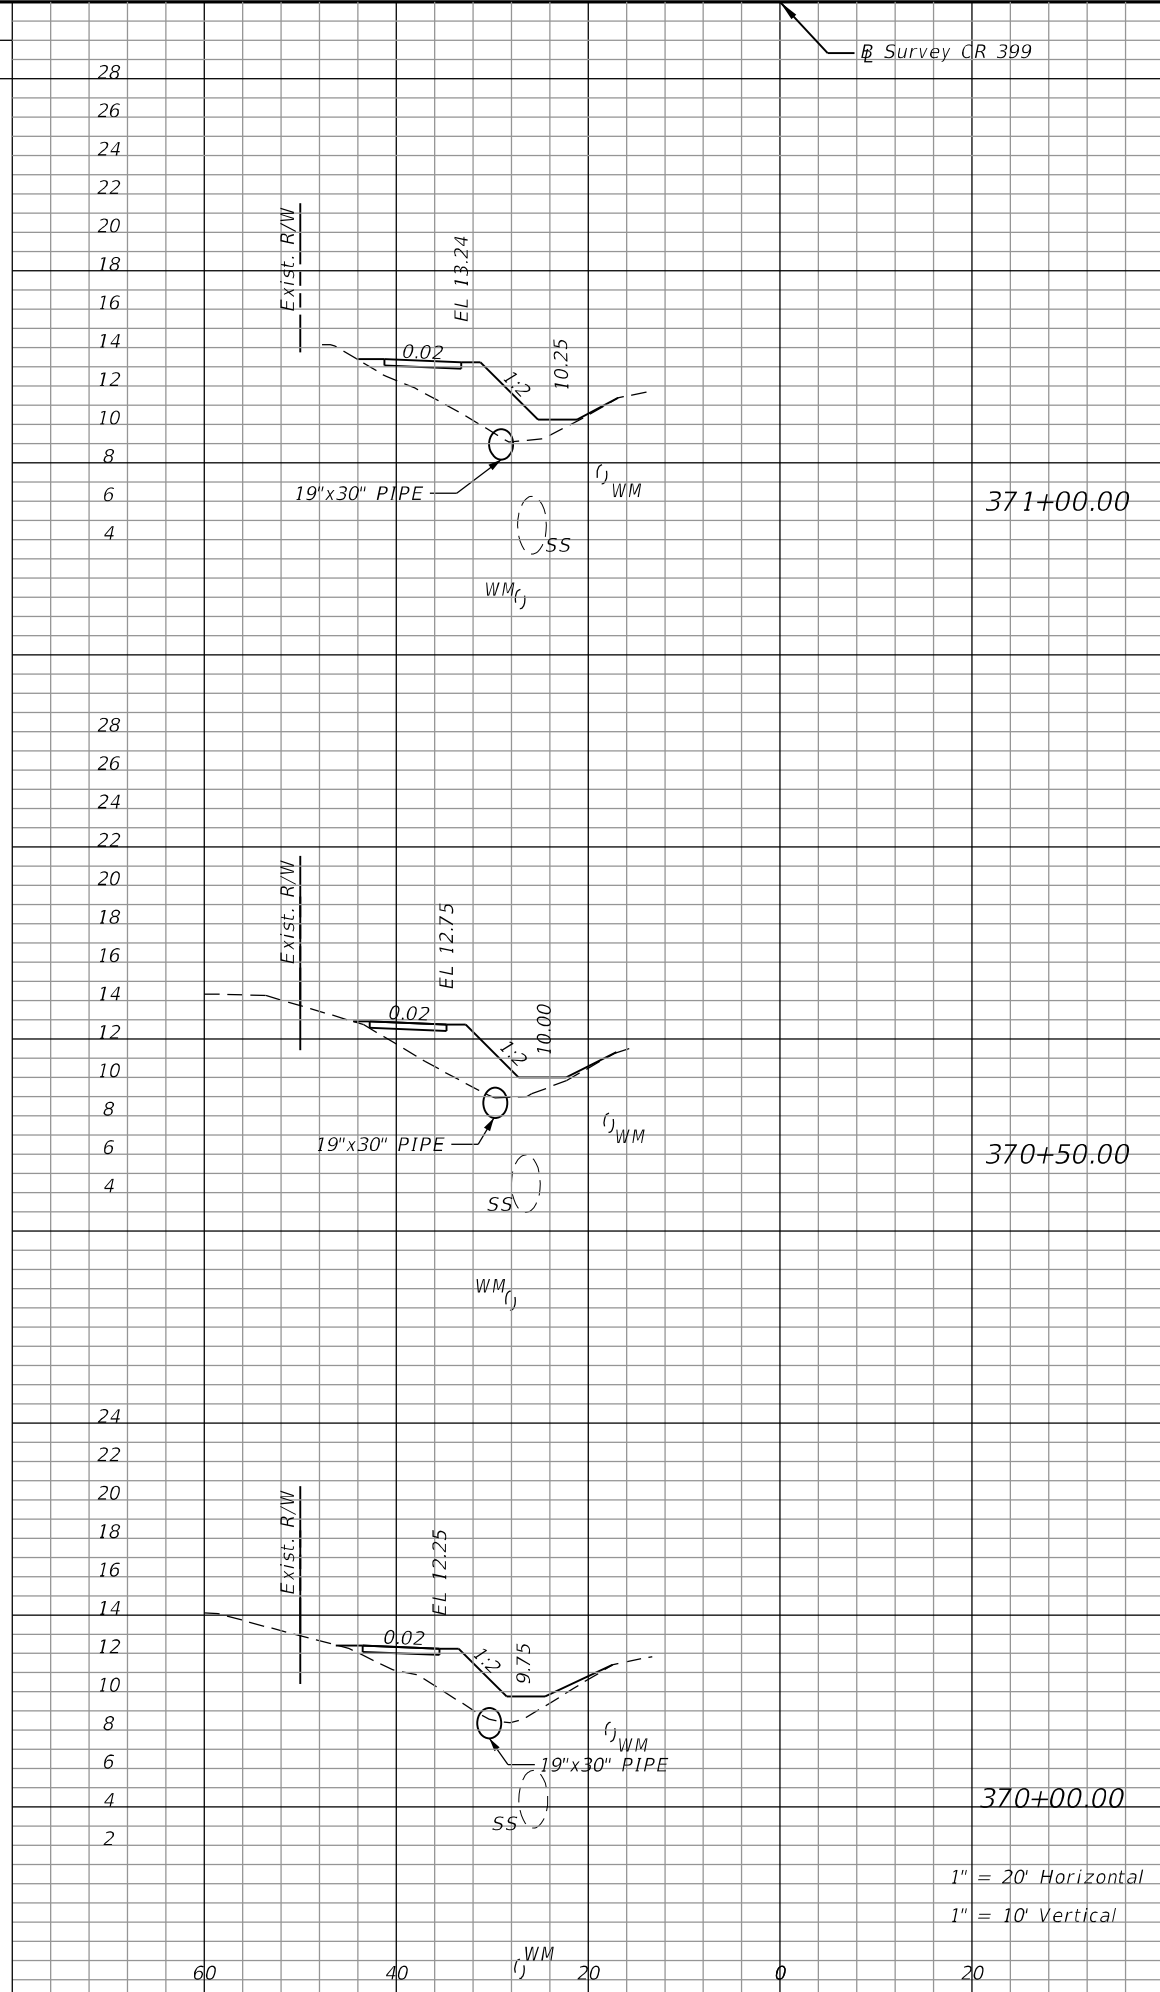 ℄ Survey CR 399
28
26
24
22
20
18
16
14
12
10
8
6
4
Exist. R/W
EL 13.24
0.02
1:2
10.25
19"x30" PIPE
WM
SS
WM
371+00.00
28
26
24
22
20
18
16
14
12
10
8
6
4
Exist. R/W
EL 12.75
0.02
1:2
10.00
19"x30" PIPE
WM
SS
WM
370+50.00
24
22
20
18
16
14
12
10
8
6
4
2
Exist. R/W
EL 12.25
0.02
1:2
9.75
WM
19"x30" PIPE
SS
370+00.00
1" = 20' Horizontal
1" = 10' Vertical
WM
60 40 20 0 20